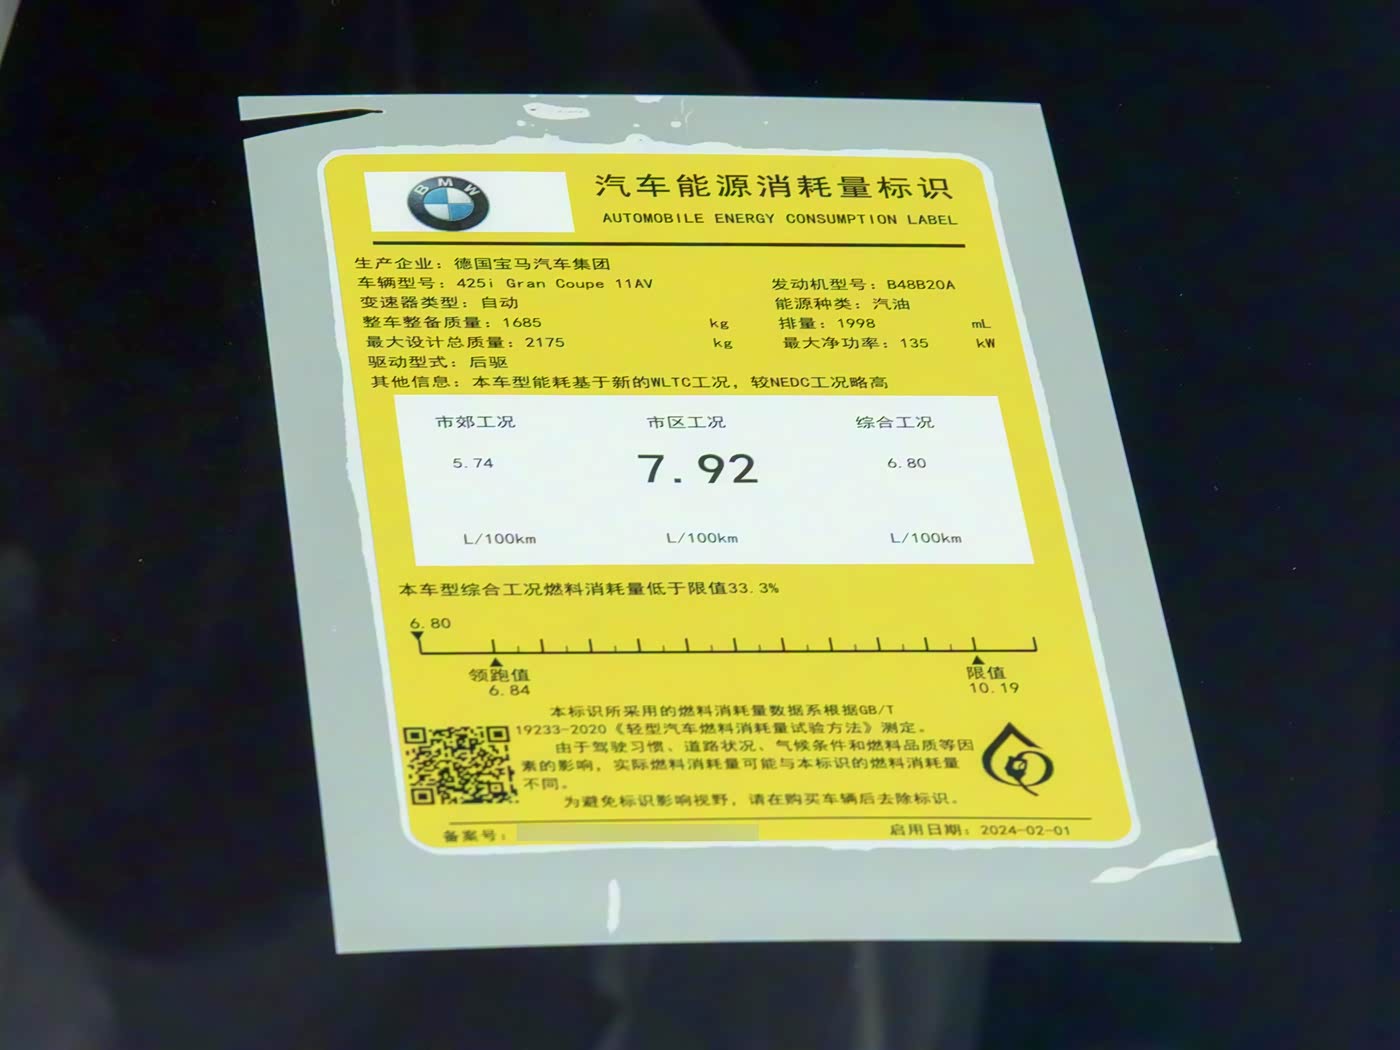 BMW
汽车能源消耗量标识
AUTOMOBILE ENERGY CONSUMPTION LABEL
生产企业：德国宝马汽车集团
车辆型号：425i Gran Coupe 11AV 发动机型号：B48B20A
变速器类型：自动 能源种类：汽油
整车整备质量：1685 kg 排量：1998 mL
最大设计总质量：2175 kg 最大净功率：135 kW
驱动型式：后驱
其他信息：本车型能耗基于新的WLTC工况，较NEDC工况略高
市郊工况 市区工况 综合工况
5.74 7.92 6.80
L/100km L/100km L/100km
本车型综合工况燃料消耗量低于限值33.3%
6.80
领跑值 限值
6.84 10.19
本标识所采用的燃料消耗量数据系根据GB/T
19233-2020《轻型汽车燃料消耗量试验方法》测定。
由于驾驶习惯、道路状况、气候条件和燃料品质等因
素的影响，实际燃料消耗量可能与本标识的燃料消耗量
不同。
为避免标识影响视野，请在购买车辆后去除标识。
备案号： 启用日期：2024-02-01